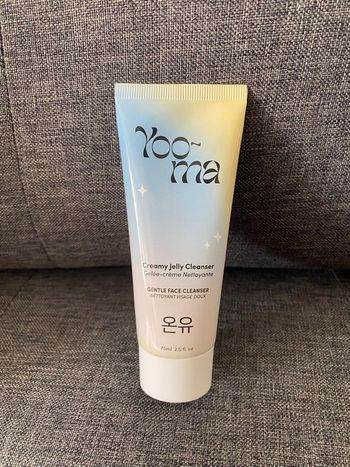 Yoo~
ma
Creamy Jelly Cleanser
Gelée-crème Nettoyante
GENTLE FACE CLEANSER
NETTOYANT VISAGE DOUX
온유
75ml 2.5 fl oz